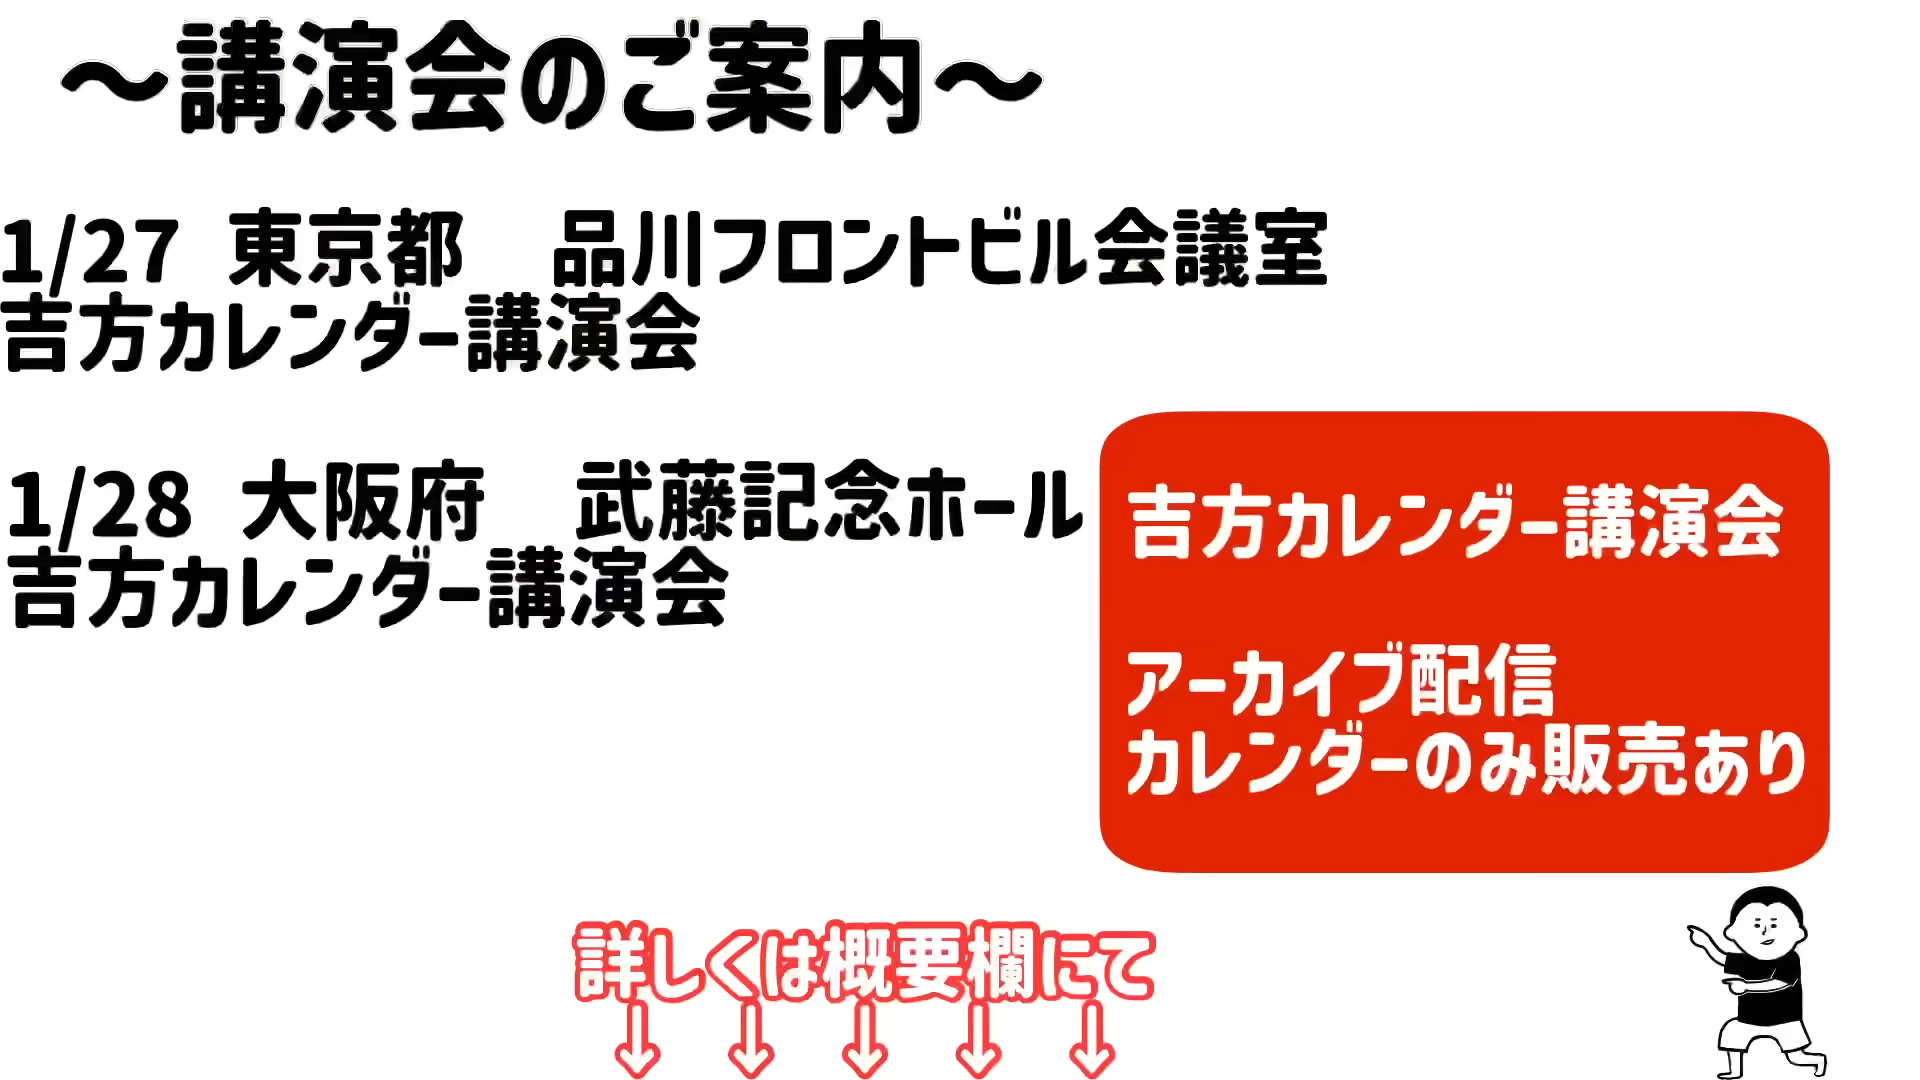 ～講演会のご案内～
1/27 東京都　品川フロントビル会議室
吉方カレンダー講演会
1/28 大阪府　武藤記念ホール
吉方カレンダー講演会
吉方カレンダー講演会
アーカイブ配信
カレンダーのみ販売あり
詳しくは概要欄にて
↓ ↓ ↓ ↓ ↓